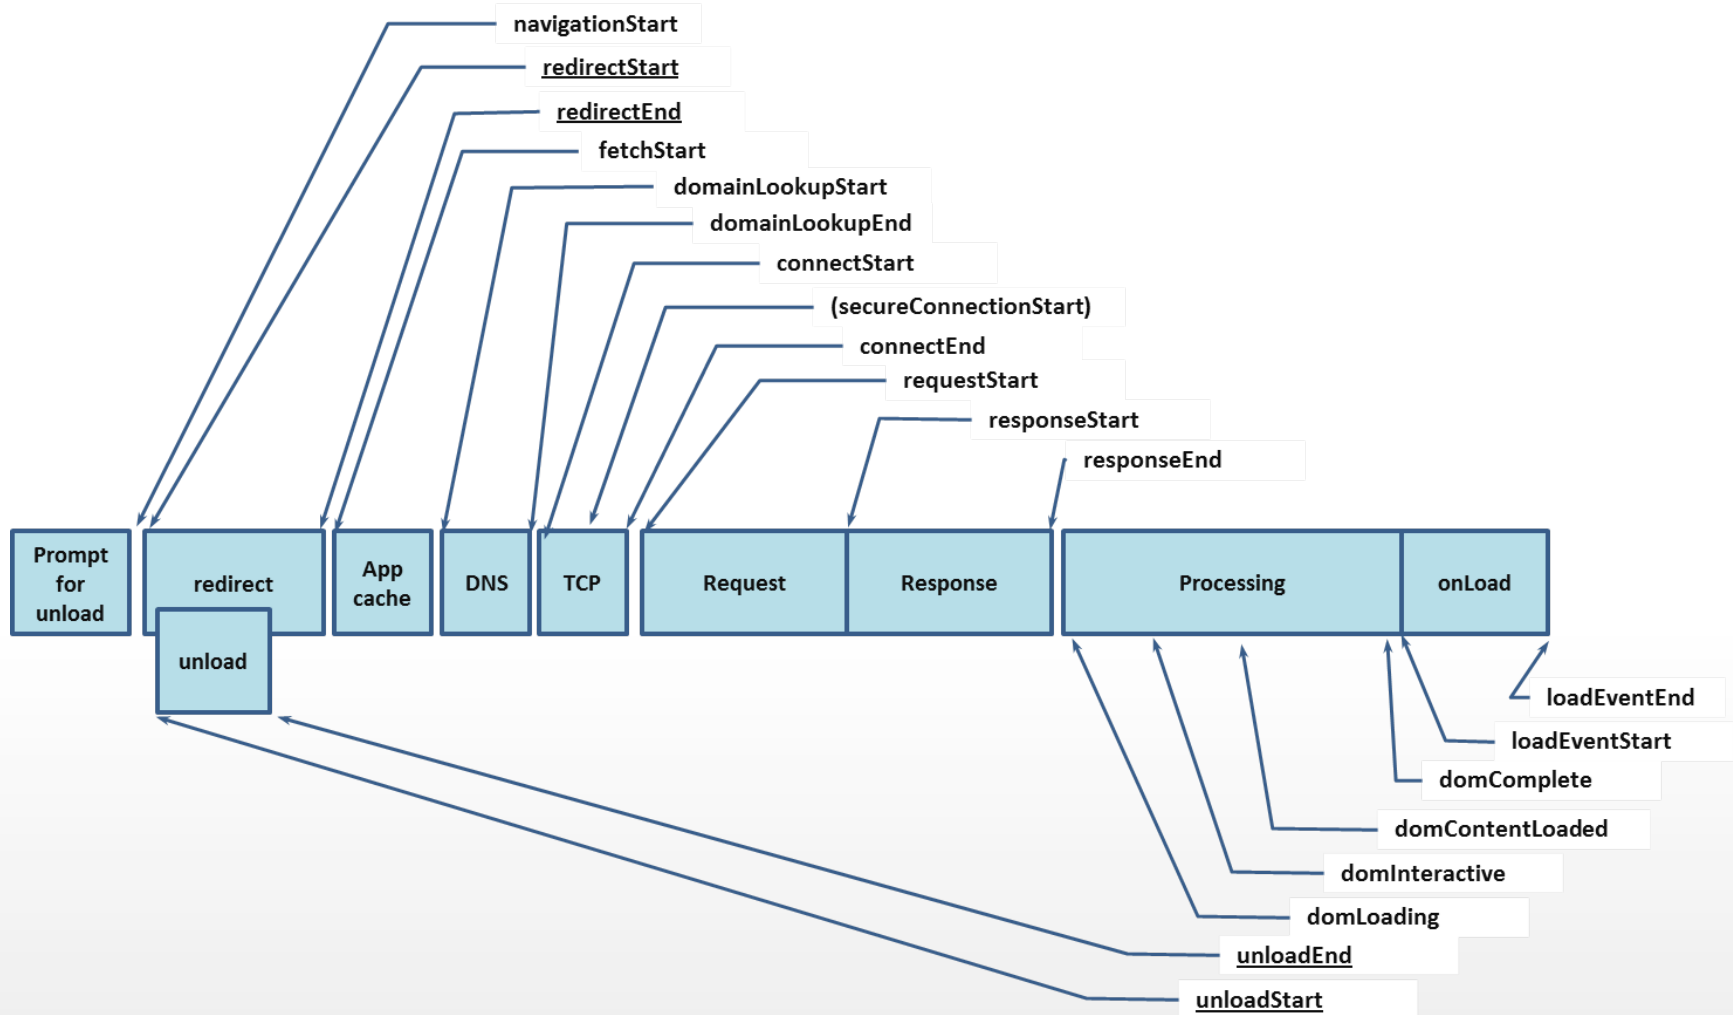 navigationStart
redirectStart
redirectEnd
fetchStart
domainLookupStart
domainLookupEnd
connectStart
(secureConnectionStart)
connectEnd
requestStart
responseStart
responseEnd
Prompt
for
unload
redirect
unload
App
cache
DNS
TCP
Request
Response
Processing
onLoad
loadEventEnd
loadEventStart
domComplete
domContentLoaded
domInteractive
domLoading
unloadEnd
unloadStart